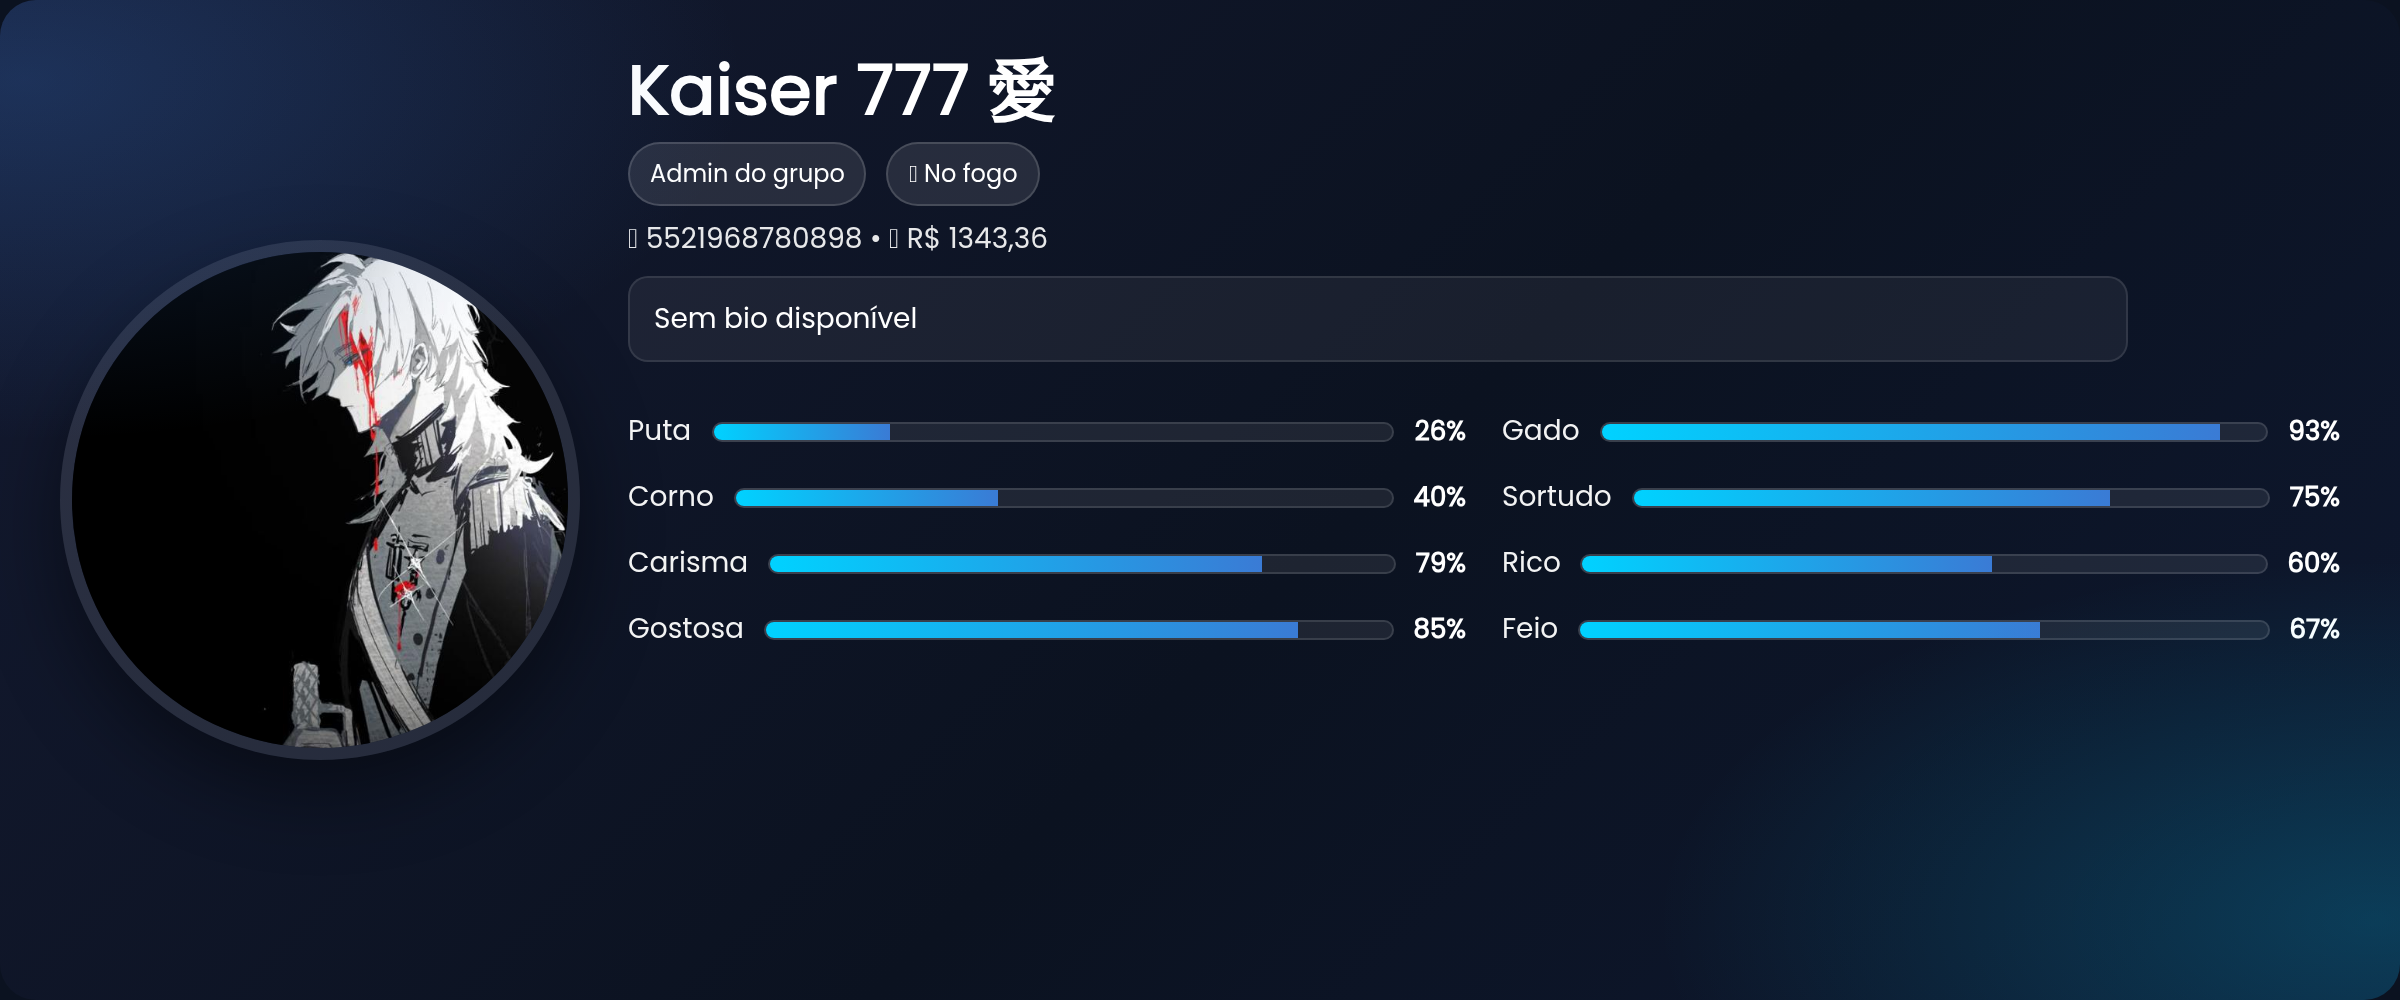 Kaiser 777 愛
Admin do grupo
No fogo
5521968780898 • R$ 1343,36
Sem bio disponível
Puta 26% Gado 93%
Corno 40% Sortudo 75%
Carisma 79% Rico 60%
Gostosa 85% Feio 67%